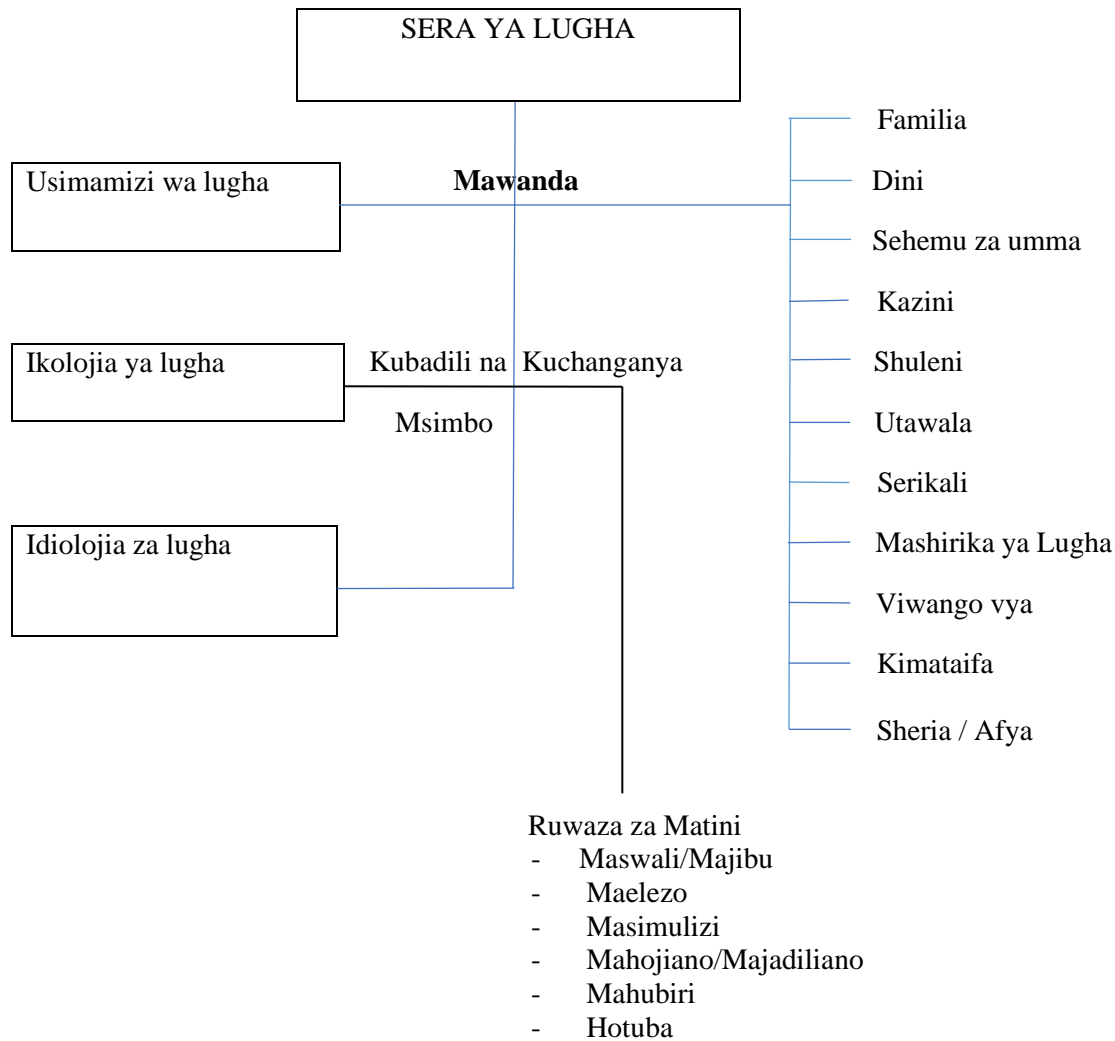 SERA YA LUGHA
Familia
Usimamizi wa lugha
Mawanda
Dini
Sehemu za umma
Kazini
Ikolojia ya lugha
Kubadili na Kuchanganya
Shuleni
Msimbo
Utawala
Serikali
Idiolojia za lugha
Mashirika ya Lugha
Viwango vya
Kimataifa
Sheria / Afya
Ruwaza za Matini
- Maswali/Majibu
- Maelezo
- Masimulizi
- Mahojiano/Majadiliano
- Mahubiri
- Hotuba